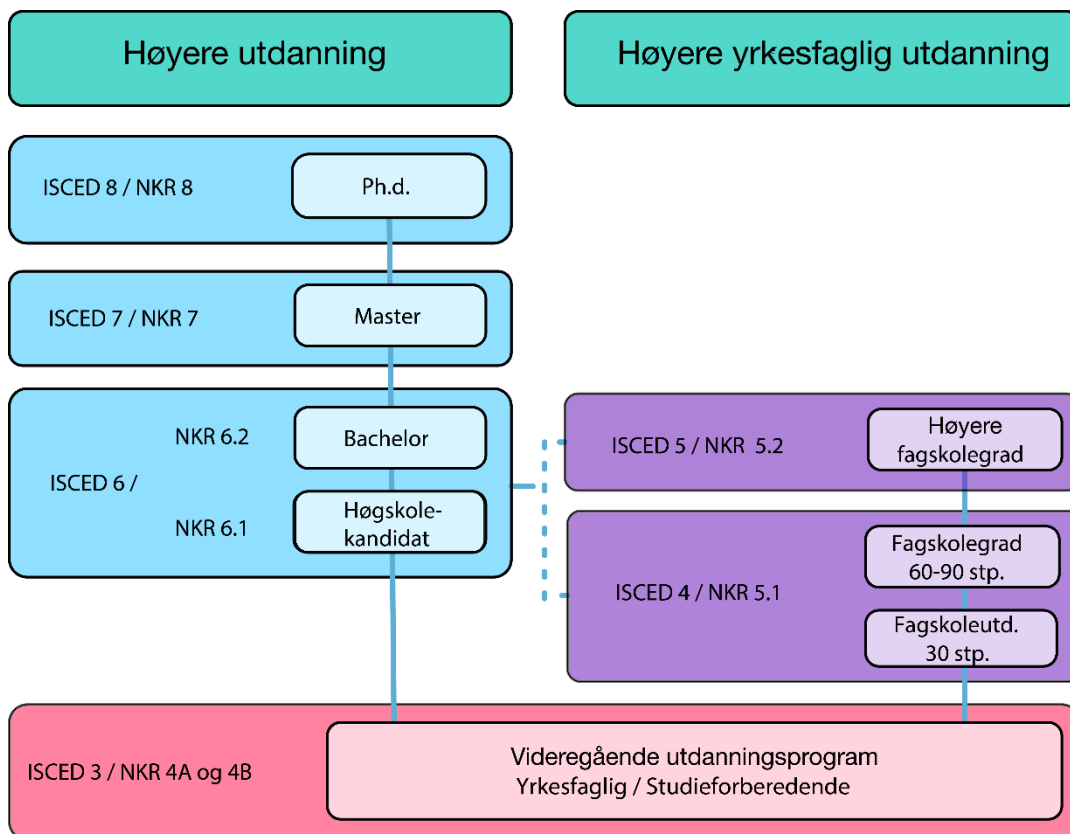 Høyere utdanning
Høyere yrkesfaglig utdanning
ISCED 8 / NKR 8
Ph.d.
ISCED 7 / NKR 7
Master
NKR 6.2
Bachelor
ISCED 6 /
NKR 6.1
Høgskole-
kandidat
ISCED 5 / NKR 5.2
Høyere
fagskolegrad
ISCED 4 / NKR 5.1
Fagskolegrad
60-90 stp.
Fagskoleutd.
30 stp.
ISCED 3 / NKR 4A og 4B
Videregående utdanningsprogram
Yrkesfaglig / Studieforberedende